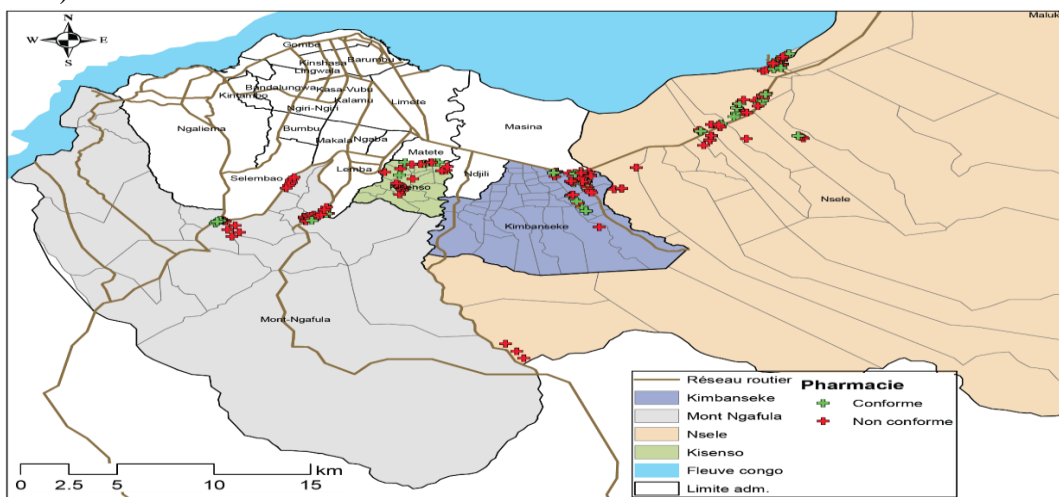 )
N
W E
S
Maluk
Gombe
Kinshasa
Barumbu
Lingwala
Bandalungwa
Kasa-Vubu
Kintambo
Kalamu
Limete
Ngiri-Ngiri
Ngaliema
Bumbu
Makala
Ngaba
Masina
Matete
Lemba
Ndjili
Selembao
Kisenso
Nsele
Kimbanseke
Mont-Ngafula
Réseau routier
Kimbanseke
Mont Ngafula
Nsele
Kisenso
Fleuve congo
Limite adm.
Pharmacie
Conforme
Non conforme
km
0 2.5 5 10 15